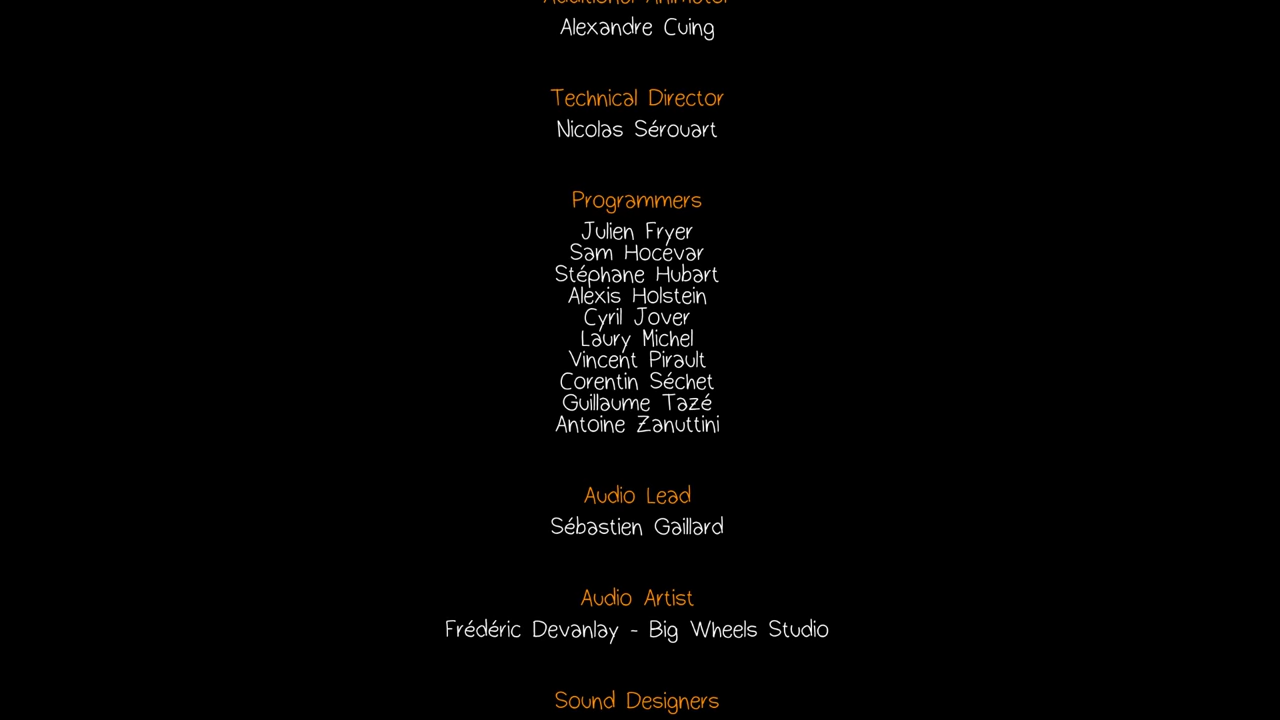 Additional Animator
Alexandre Cuing
Technical Director
Nicolas Sérouart
Programmers
Julien Fryer
Sam Hocevar
Stéphane Hubart
Alexis Holstein
Cyril Jover
Laury Michel
Vincent Pirault
Corentin Séchet
Guillaume Tazé
Antoine Zanuttini
Audio Lead
Sébastien Gaillard
Audio Artist
Frédéric Devanlay - Big Wheels Studio
Sound Designers